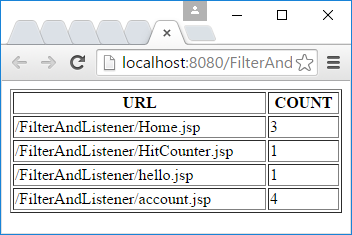 localhost:8080/FilterAnd
URL COUNT
/FilterAndListener/Home.jsp 3
/FilterAndListener/HitCounter.jsp 1
/FilterAndListener/hello.jsp 1
/FilterAndListener/account.jsp 4